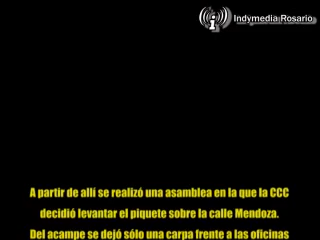 Indymedia Rosario
A partir de allí se realizó una asamblea en la que la CCC
decidió levantar el piquete sobre la calle Mendoza.
Del acampe se dejó sólo una carpa frente a las oficinas